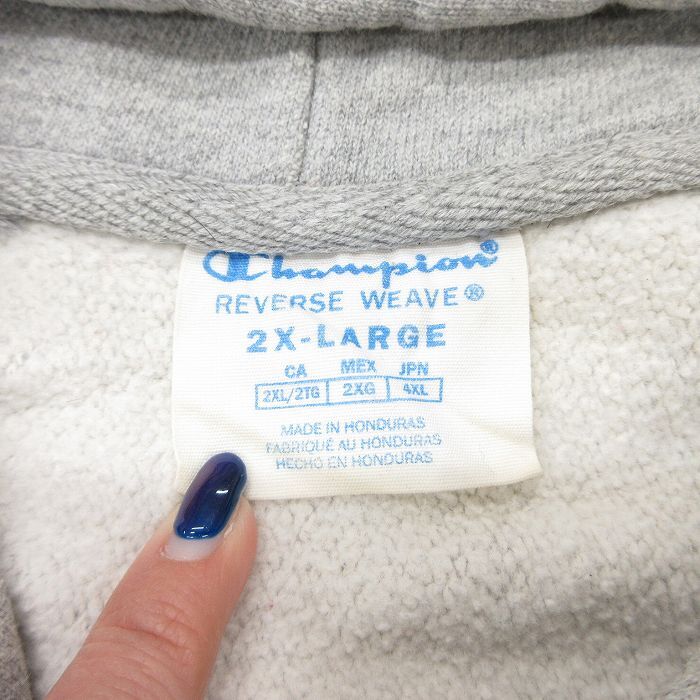 Champion®
REVERSE WEAVE®
2X-LARGE
CA MEX JPN
2XL/2TG 2XG 4XL
MADE IN HONDURAS
FABRIQUÉ AU HONDURAS
HECHO EN HONDURAS